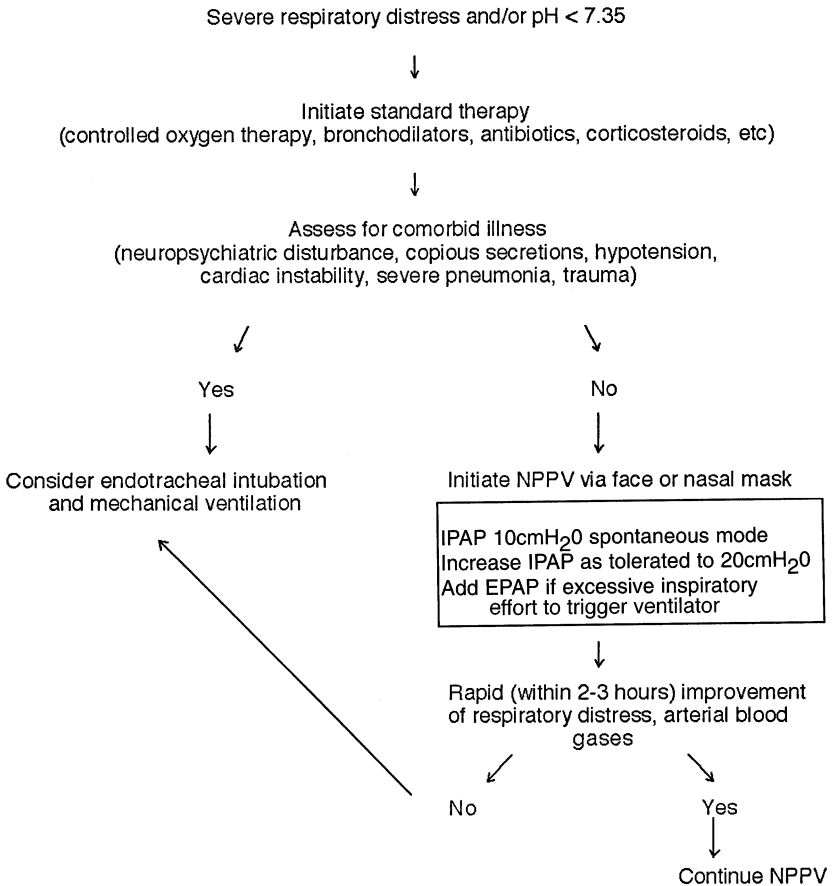 Severe respiratory distress and/or pH < 7.35
Initiate standard therapy
(controlled oxygen therapy, bronchodilators, antibiotics, corticosteroids, etc)
Assess for comorbid illness
(neuropsychiatric disturbance, copious secretions, hypotension,
cardiac instability, severe pneumonia, trauma)
Yes
No
Consider endotracheal intubation
and mechanical ventilation
Initiate NPPV via face or nasal mask
IPAP 10cmH20 spontaneous mode
Increase IPAP as tolerated to 20cmH20
Add EPAP if excessive inspiratory
effort to trigger ventilator
Rapid (within 2-3 hours) improvement
of respiratory distress, arterial blood
gases
No
Yes
Continue NPPV